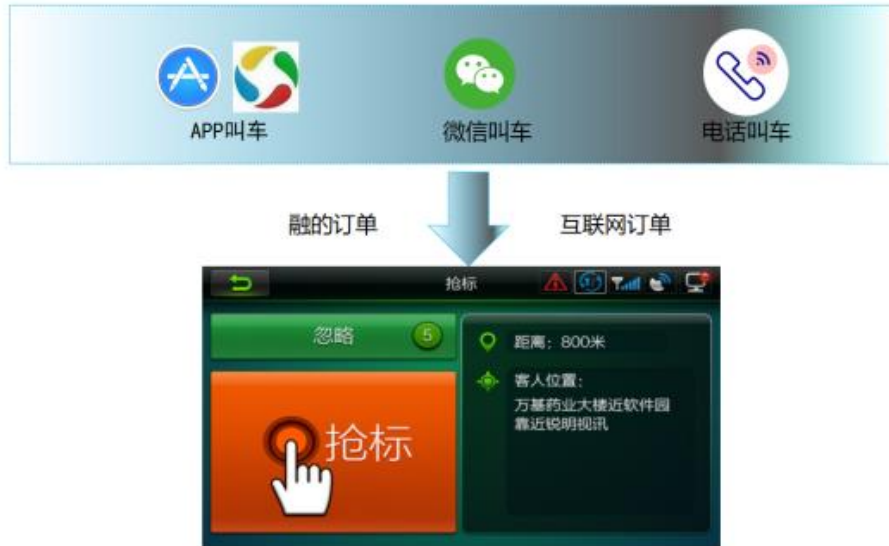 APP叫车
微信叫车
电话叫车
融的订单
互联网订单
抢标
忽略
5
距离：800米
抢标
客人位置：
万基药业大楼近软件园
靠近锐明视讯